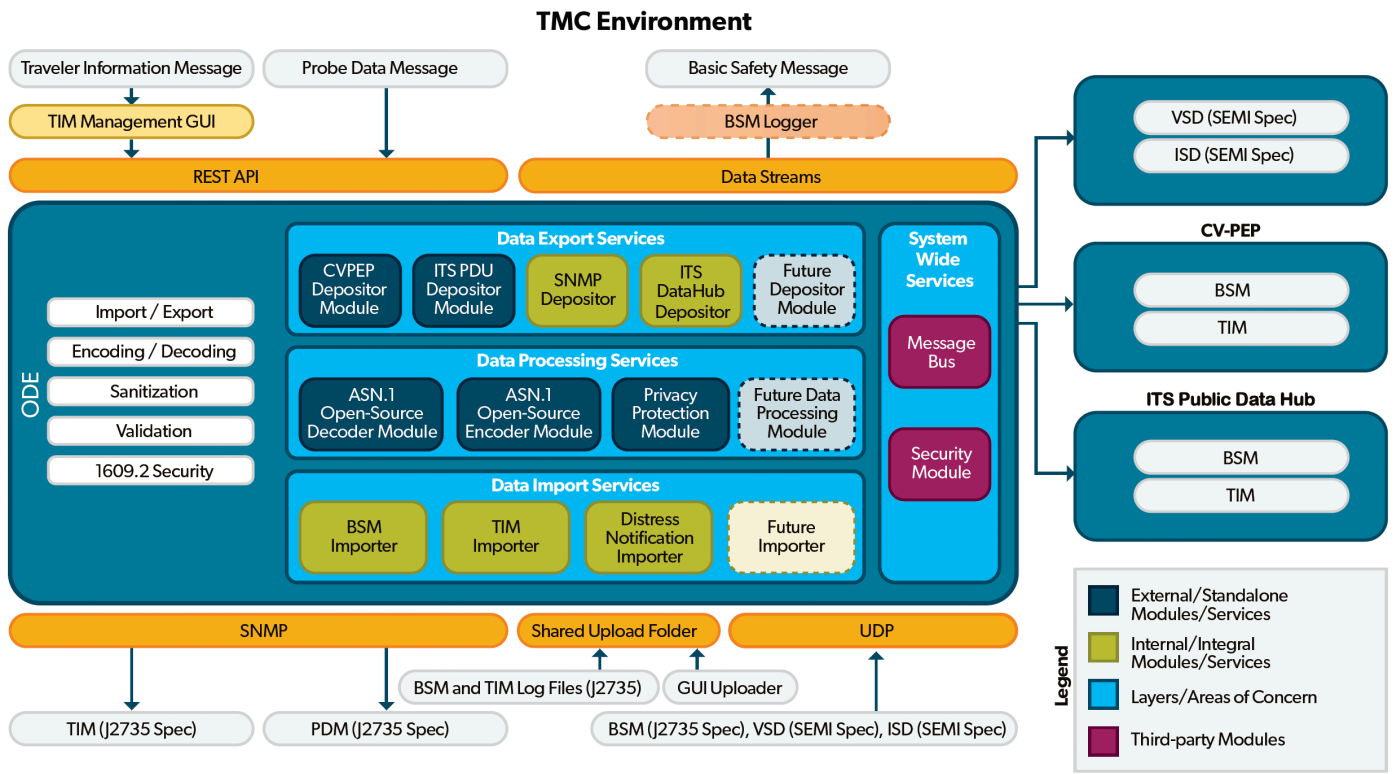 TMC Environment
Traveler Information Message
Probe Data Message
Basic Safety Message
TIM Management GUI
BSM Logger
REST API
Data Streams
ODE
Import / Export
Encoding / Decoding
Sanitization
Validation
1609.2 Security
Data Export Services
CVPEP
Depositor
Module
ITS PDU
Depositor
Module
SNMP
Depositor
ITS
DataHub
Depositor
Future
Depositor
Module
Data Processing Services
ASN.1
Open-Source
Decoder Module
ASN.1
Open-Source
Encoder Module
Privacy
Protection
Module
Future Data
Processing
Module
Data Import Services
BSM
Importer
TIM
Importer
Distress
Notification
Importer
Future
Importer
System
Wide
Services
Message
Bus
Security
Module
VSD (SEMI Spec)
ISD (SEMI Spec)
CV-PEP
BSM
TIM
ITS Public Data Hub
BSM
TIM
SNMP
Shared Upload Folder
UDP
BSM and TIM Log Files (J2735)
GUI Uploader
TIM (J2735 Spec)
PDM (J2735 Spec)
BSM (J2735 Spec), VSD (SEMI Spec), ISD (SEMI Spec)
Legend
External/Standalone
Modules/Services
Internal/Integral
Modules/Services
Layers/Areas of Concern
Third-party Modules